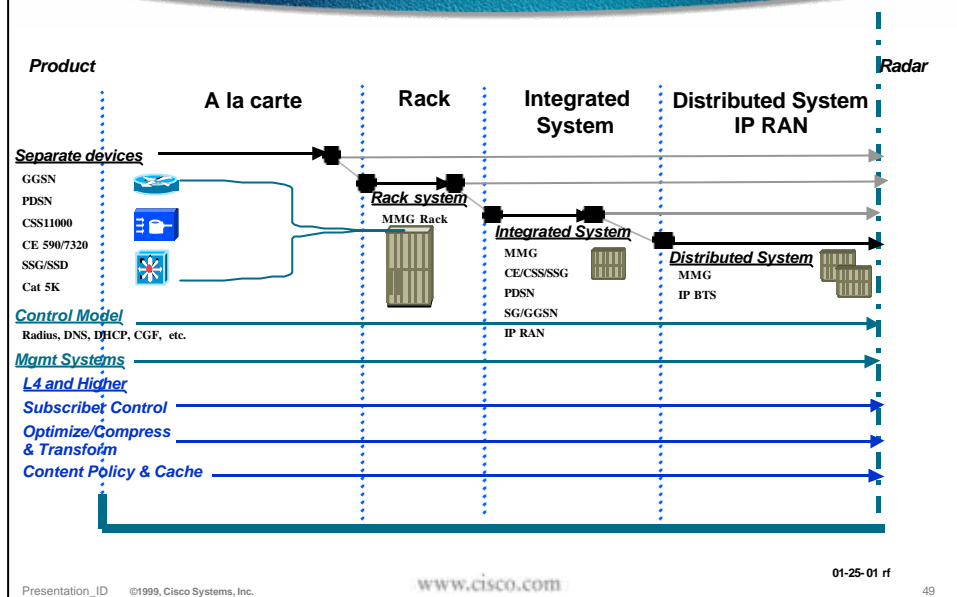 Product
Radar
A la carte
Rack
Integrated
System
Distributed System
IP RAN
Separate devices
GGSN
PDSN
CSS11000
CE 590/7320
SSG/SSD
Cat 5K
Rack system
MMG Rack
Integrated System
MMG
CE/CSS/SSG
PDSN
SG/GGSN
IP RAN
Distributed System
MMG
IP BTS
Control Model
Radius, DNS, DHCP, CGF, etc.
Mgmt Systems
L4 and Higher
Subscriber Control
Optimize/Compress
& Transform
Content Policy & Cache
01-25-01 rf
Presentation_ID ©1999, Cisco Systems, Inc.
www.cisco.com
49